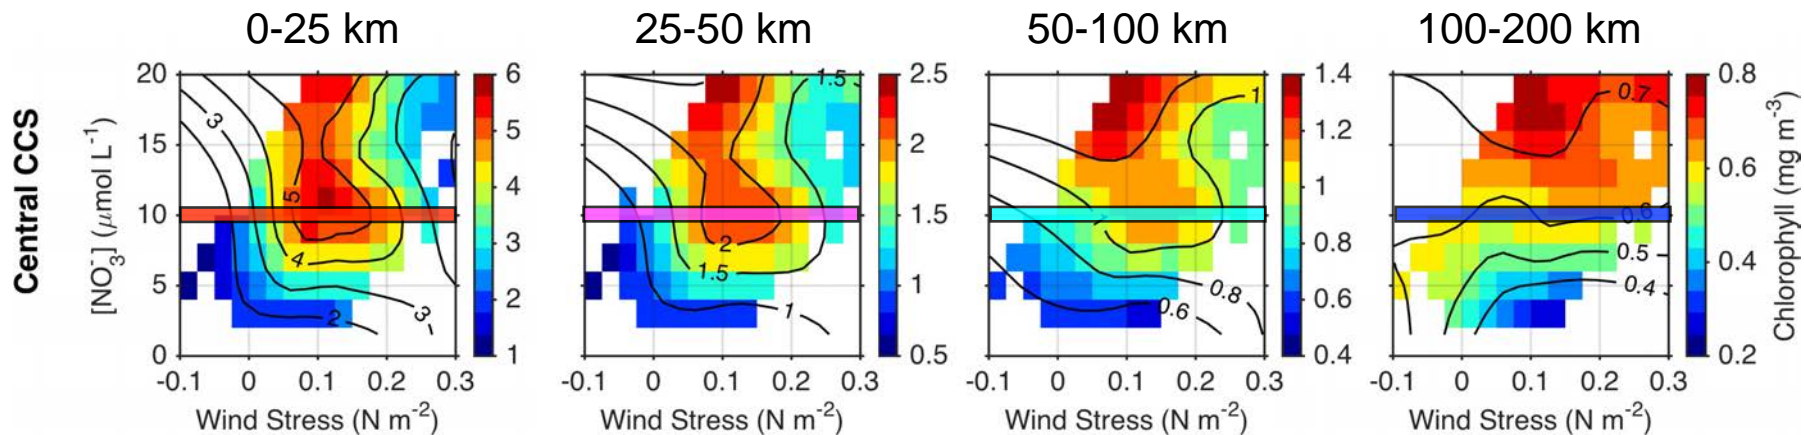 0-25 km
25-50 km
50-100 km
100-200 km
Central CCS
[NO₃⁻] (μmol L⁻¹)
20
15
10
5
0
3
5
4
3
2
6
5
4
3
2
1
-0.1 0 0.1 0.2 0.3
Wind Stress (N m⁻²)
1.5
2
1.5
1
2.5
2
1.5
1
0.5
-0.1 0 0.1 0.2 0.3
Wind Stress (N m⁻²)
1
1
0.8
0.6
1.4
1.2
1
0.8
0.6
0.4
-0.1 0 0.1 0.2 0.3
Wind Stress (N m⁻²)
0.7
0.6
0.5
0.4
0.8
0.6
0.4
0.2
-0.1 0 0.1 0.2 0.3
Wind Stress (N m⁻²)
Chlorophyll (mg m⁻³)